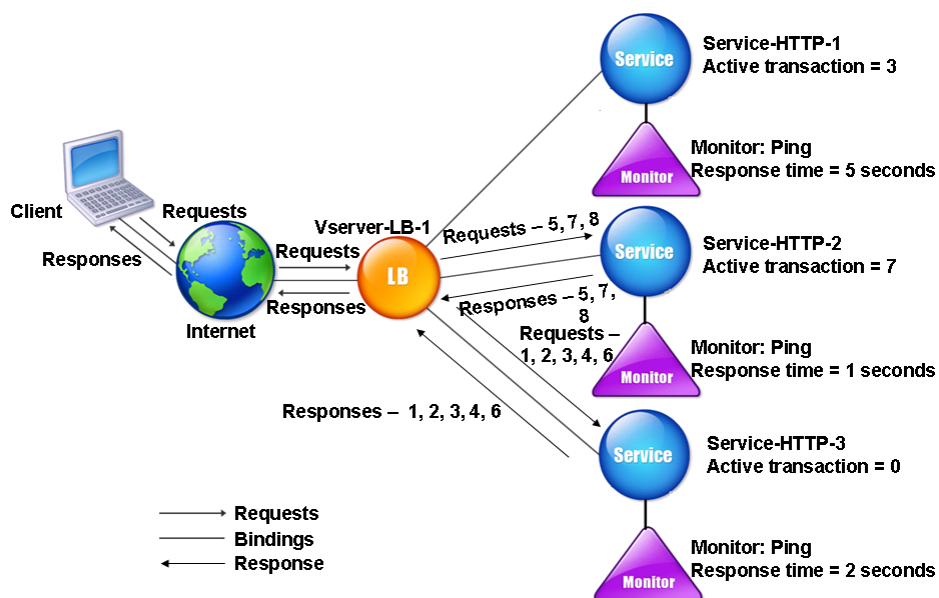 Service
Service-HTTP-1
Active transaction = 3
Monitor
Monitor: Ping
Response time = 5 seconds
Client
Requests
Responses
Internet
Requests
Responses
Vserver-LB-1
LB
Requests – 5, 7, 8
Responses – 5, 7,
8
Service
Service-HTTP-2
Active transaction = 7
Monitor
Monitor: Ping
Response time = 1 seconds
Requests –
1, 2, 3, 4, 6
Responses – 1, 2, 3, 4, 6
Service
Service-HTTP-3
Active transaction = 0
Monitor
Monitor: Ping
Response time = 2 seconds
Requests
Bindings
Response